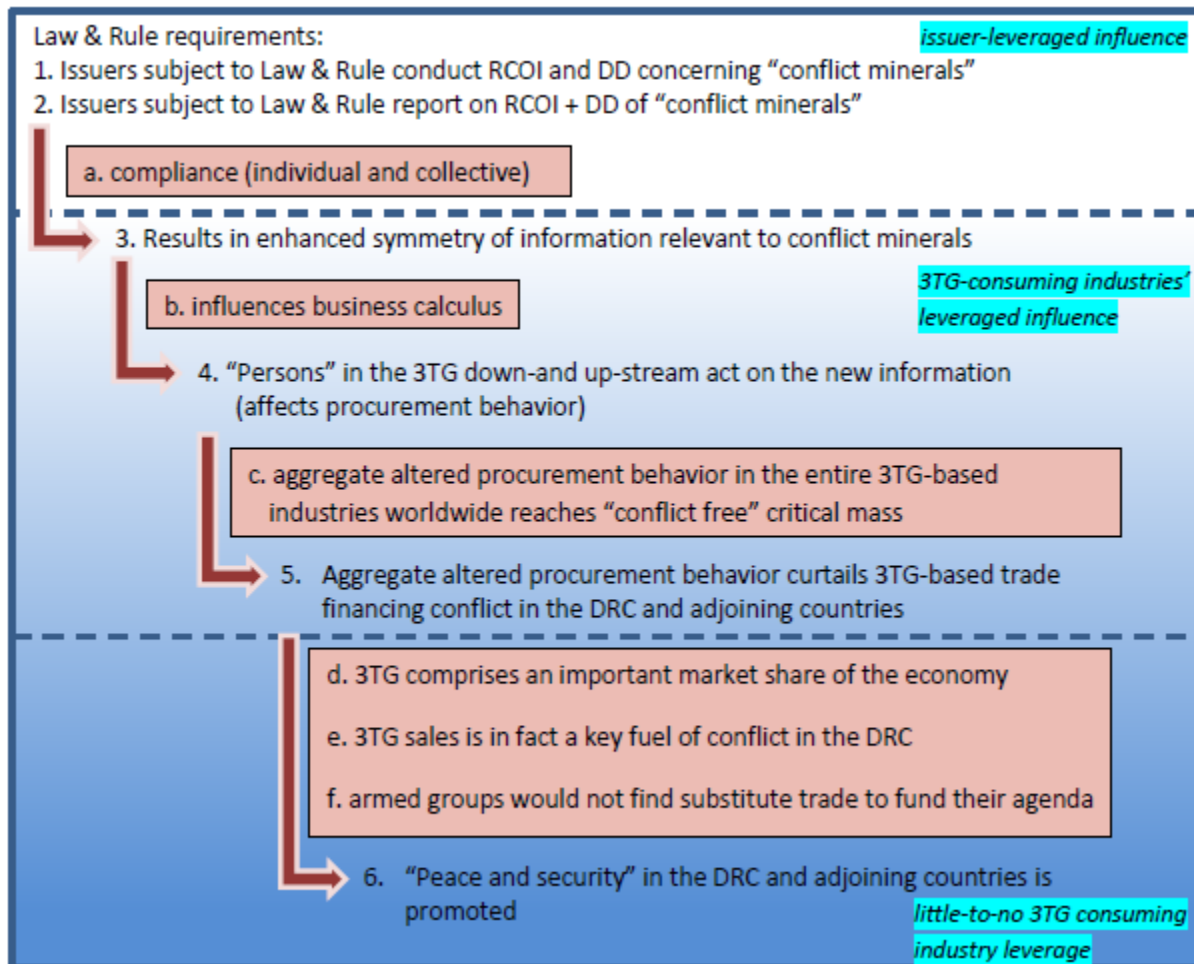 Law & Rule requirements:
issuer-leveraged influence
1. Issuers subject to Law & Rule conduct RCOI and DD concerning “conflict minerals”
2. Issuers subject to Law & Rule report on RCOI + DD of “conflict minerals”
a. compliance (individual and collective)
3. Results in enhanced symmetry of information relevant to conflict minerals
3TG-consuming industries’
leveraged influence
b. influences business calculus
4. “Persons” in the 3TG down-and up-stream act on the new information
(affects procurement behavior)
c. aggregate altered procurement behavior in the entire 3TG-based
industries worldwide reaches “conflict free” critical mass
5. Aggregate altered procurement behavior curtails 3TG-based trade
financing conflict in the DRC and adjoining countries
d. 3TG comprises an important market share of the economy
e. 3TG sales is in fact a key fuel of conflict in the DRC
f. armed groups would not find substitute trade to fund their agenda
6. “Peace and security” in the DRC and adjoining countries is
promoted
little-to-no 3TG consuming
industry leverage